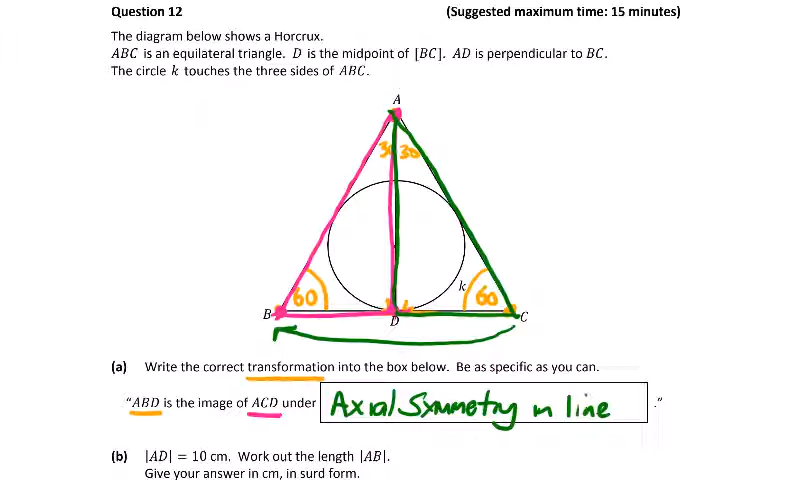 Question 12 (Suggested maximum time: 15 minutes)
The diagram below shows a Horcrux.
ABC is an equilateral triangle. D is the midpoint of [BC]. AD is perpendicular to BC.
The circle k touches the three sides of ABC.
A
30 30
60 k 60
B D C
(a) Write the correct transformation into the box below. Be as specific as you can.
"ABD is the image of ACD under Axial Symmetry in line ."
(b) |AD| = 10 cm. Work out the length |AB|.
Give your answer in cm, in surd form.